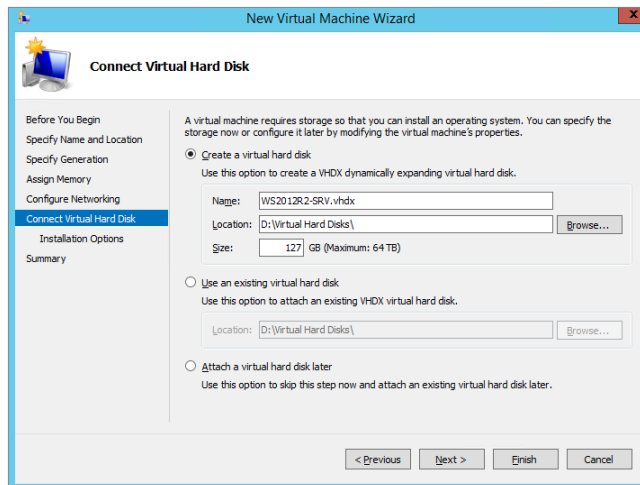 New Virtual Machine Wizard
x
Connect Virtual Hard Disk
Before You Begin
Specify Name and Location
Specify Generation
Assign Memory
Configure Networking
Connect Virtual Hard Disk
Installation Options
Summary
A virtual machine requires storage so that you can install an operating system. You can specify the
storage now or configure it later by modifying the virtual machine's properties.
Create a virtual hard disk
Use this option to create a VHDX dynamically expanding virtual hard disk.
Name: WS2012R2-SRV.vhdx
Location: D:\Virtual Hard Disks\ Browse...
Size: 127 GB (Maximum: 64 TB)
Use an existing virtual hard disk
Use this option to attach an existing VHDX virtual hard disk.
Location: D:\Virtual Hard Disks\ Browse...
Attach a virtual hard disk later
Use this option to skip this step now and attach an existing virtual hard disk later.
< Previous Next > Finish Cancel